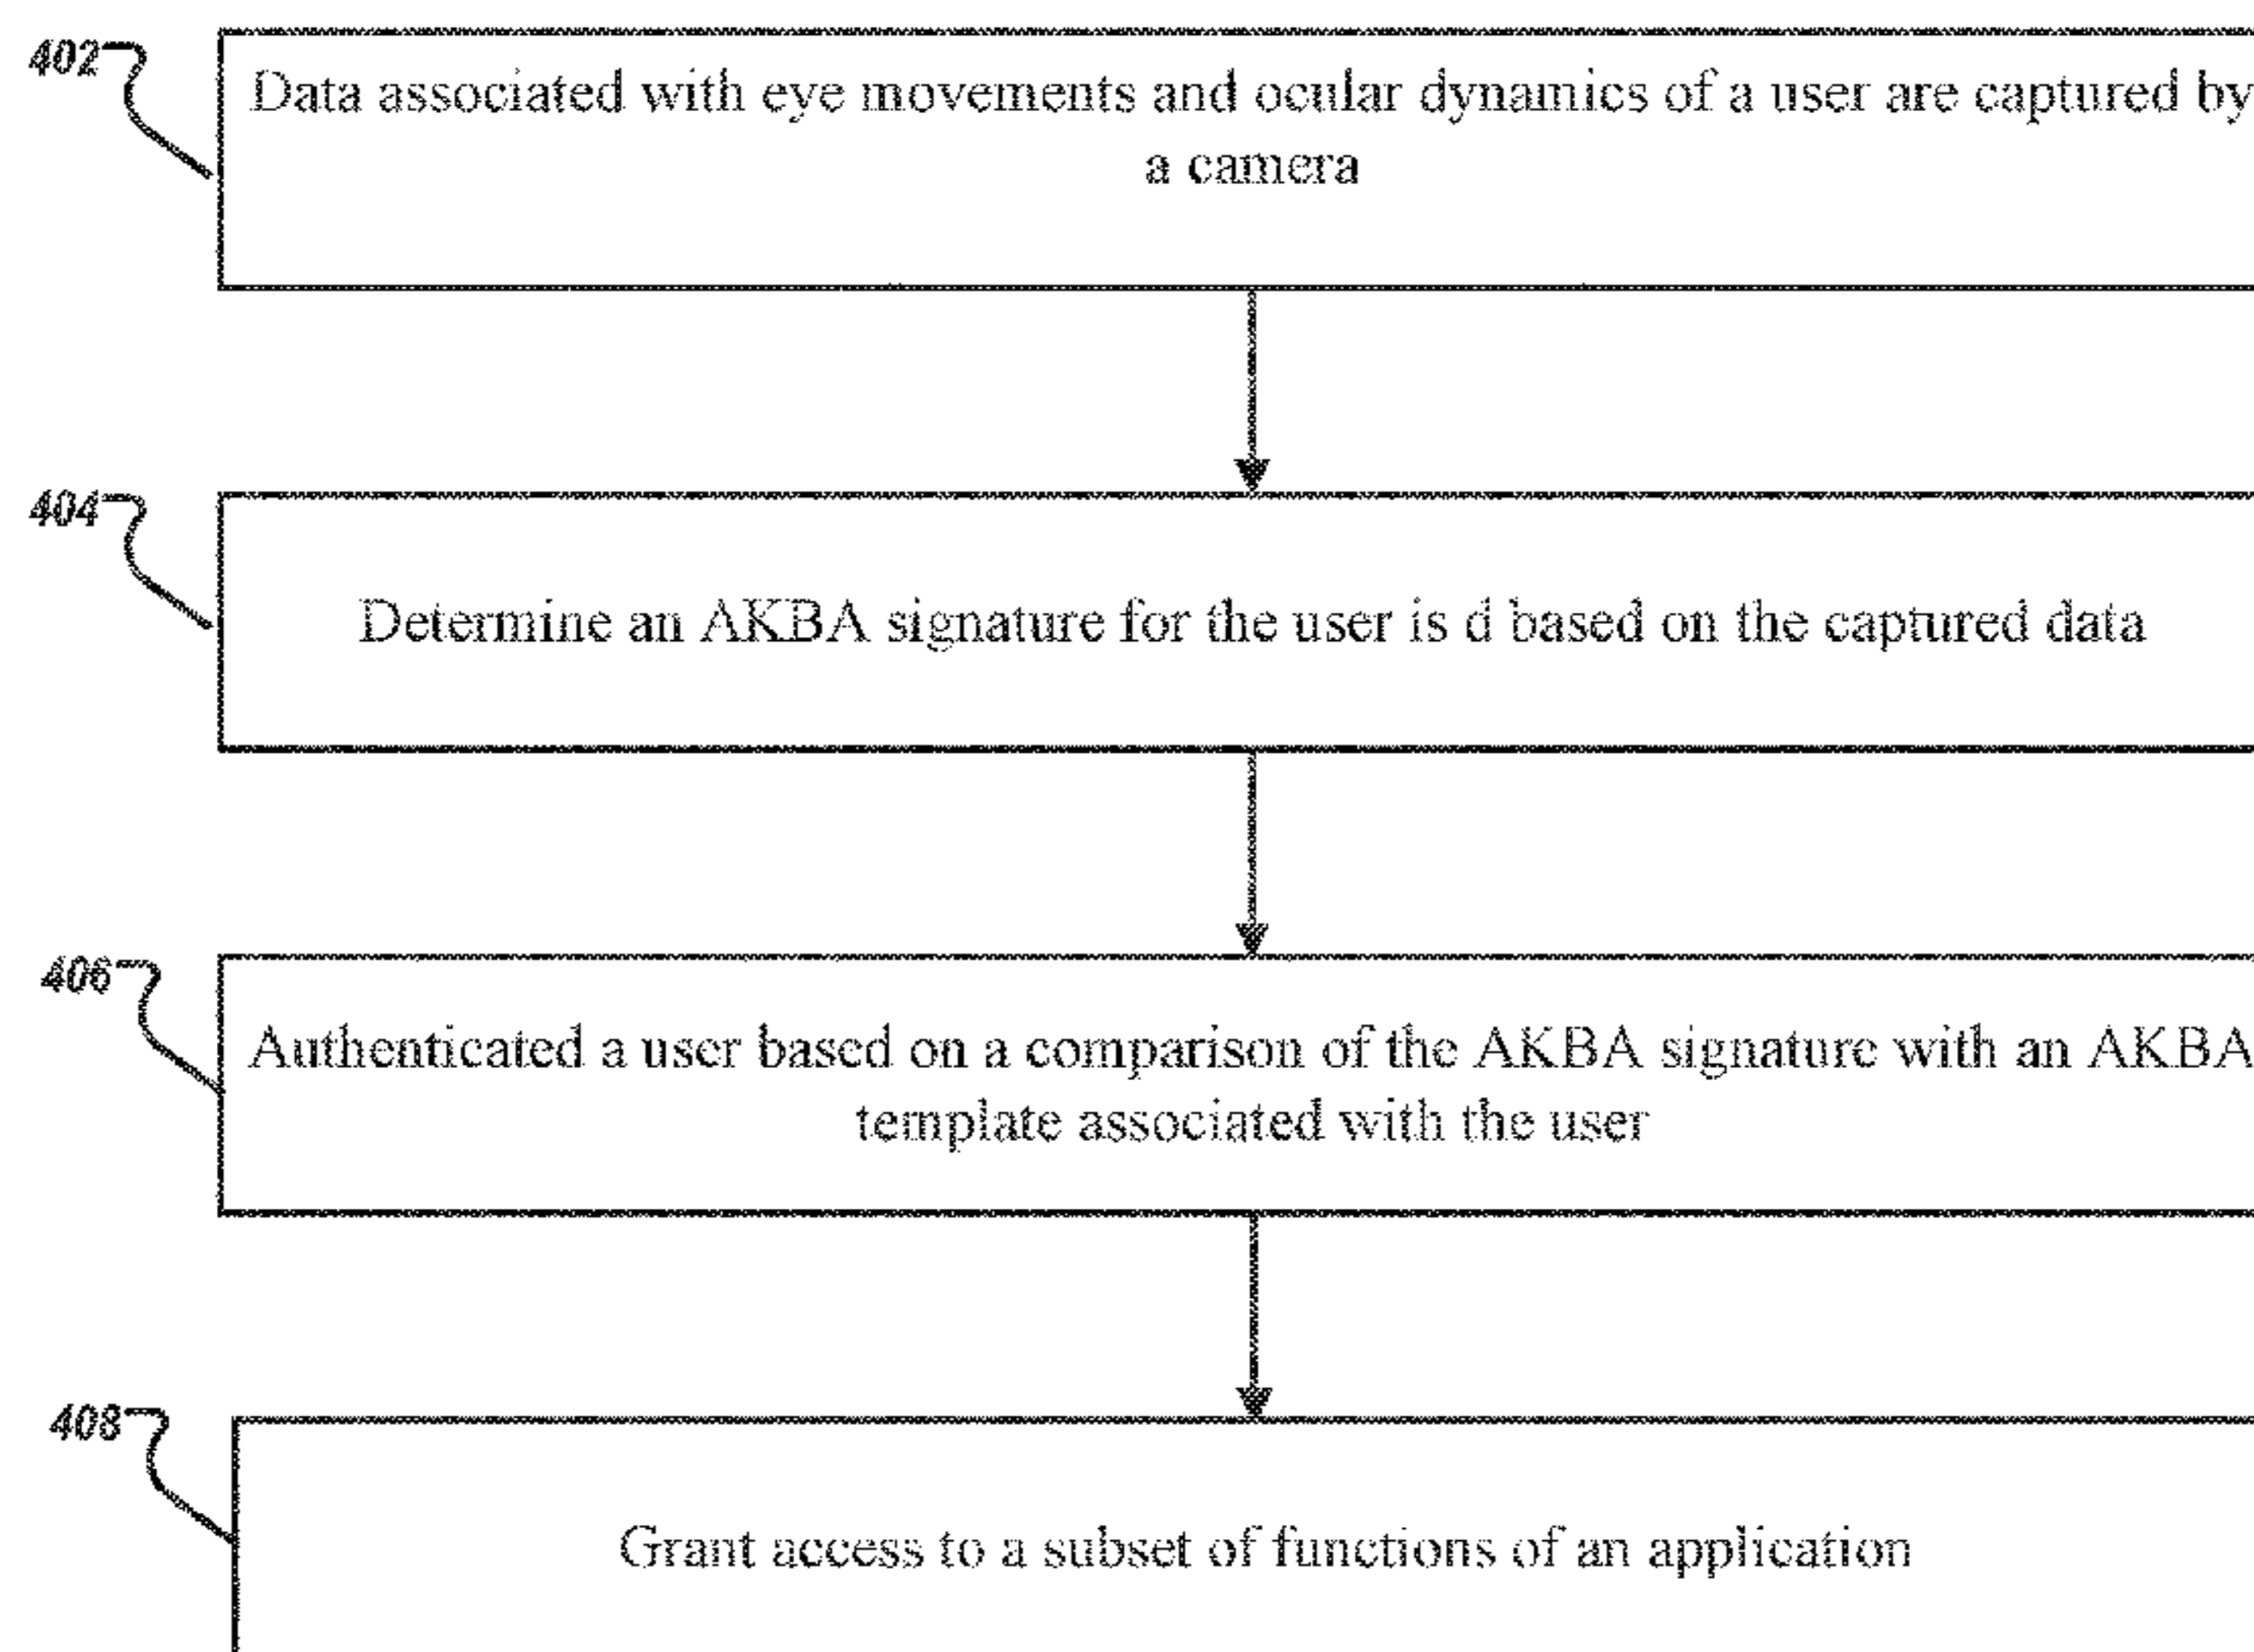 402
Data associated with eye movements and ocular dynamics of a user are captured by
a camera
404
Determine an AKBA signature for the user is d based on the captured data
406
Authenticated a user based on a comparison of the AKBA signature with an AKBA
template associated with the user
408
Grant access to a subset of functions of an application